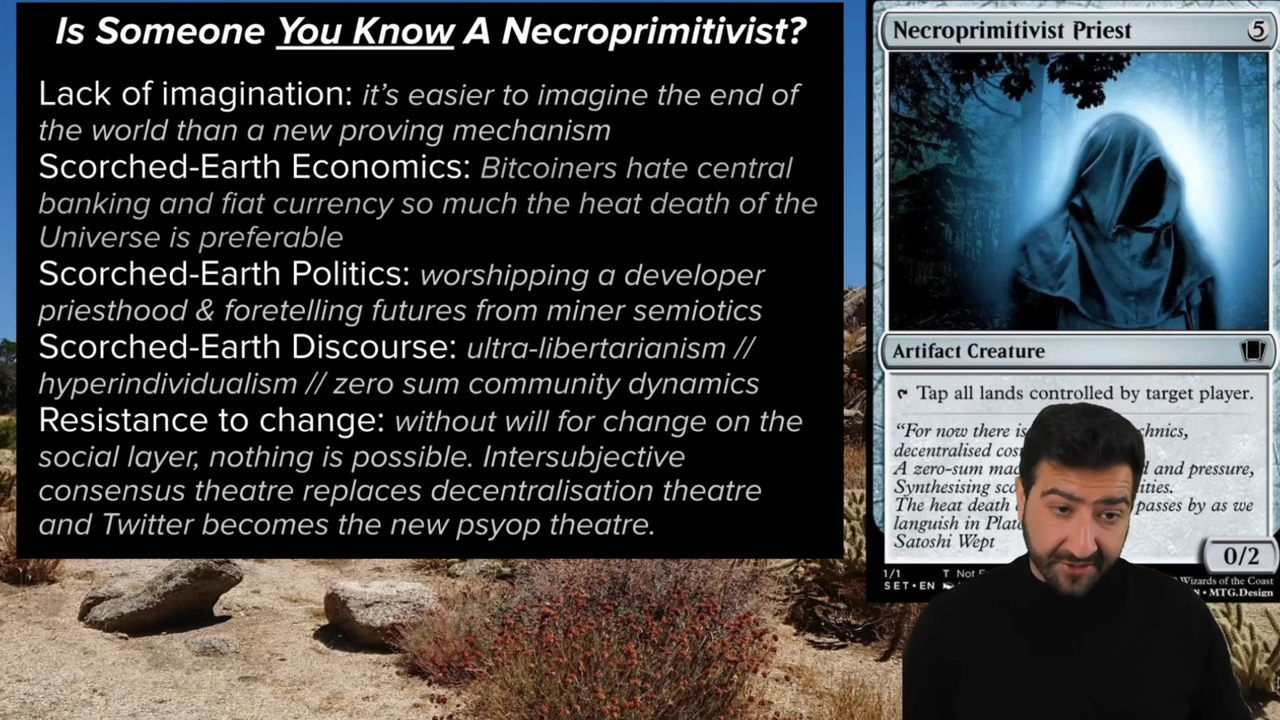 Is Someone You Know A Necroprimitivist?
Lack of imagination: it's easier to imagine the end of
the world than a new proving mechanism
Scorched-Earth Economics: Bitcoiners hate central
banking and fiat currency so much the heat death of the
Universe is preferable
Scorched-Earth Politics: worshipping a developer
priesthood & foretelling futures from miner semiotics
Scorched-Earth Discourse: ultra-libertarianism //
hyperindividualism // zero sum community dynamics
Resistance to change: without will for change on the
social layer, nothing is possible. Intersubjective
consensus theatre replaces decentralisation theatre
and Twitter becomes the new psyop theatre.
Necroprimitivist Priest 5
Artifact Creature
Tap all lands controlled by target player.
"For now there is
decentralised
A zero-sum and pressure,
Synthesising
The heat death passes by as we
languish in
Satoshi Wept
0/2
1/1 T Not
SET•EN
Wizards of the Coast
MTG.Design